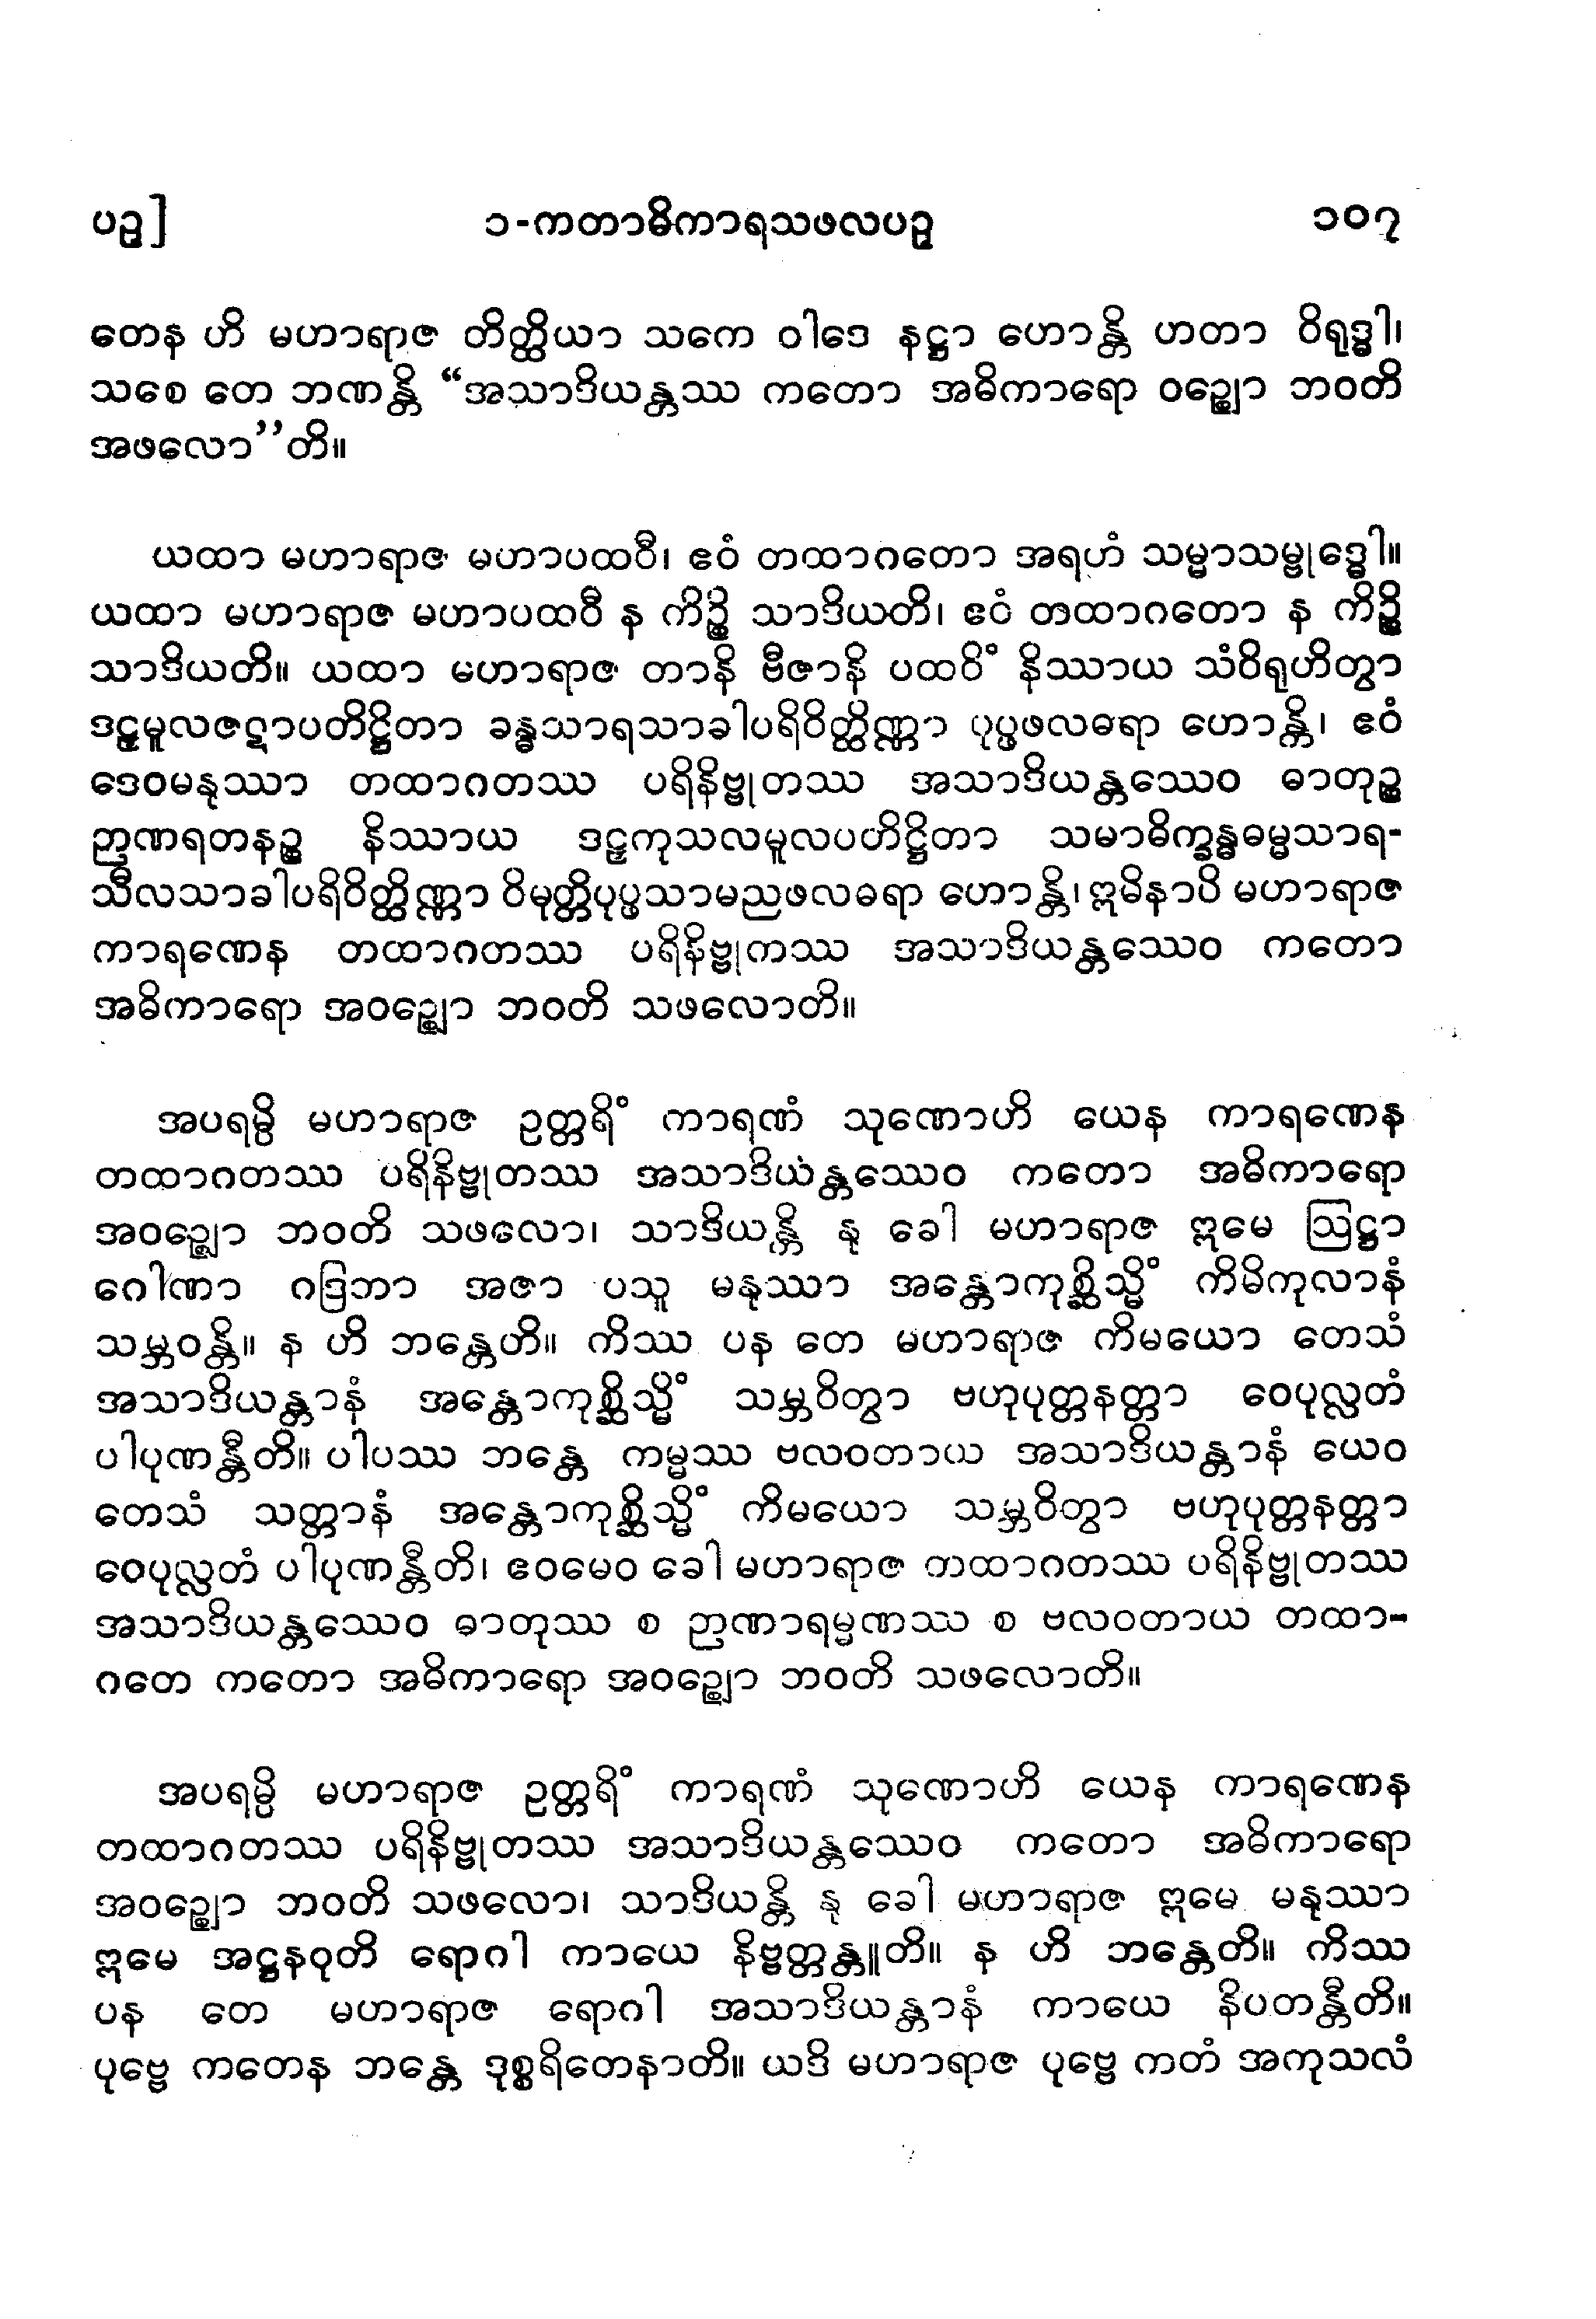 ပဥှ]
၁-ကတာဓိကာရသဖလပဥှ
၁၀၇
တေန ဟိ မဟာရာဇ တိတ္ထိယာ သကေ ဝါဒေ နဋ္ဌာ ဟောန္တိ ဟတာ ဝိရုဒ္ဓါ၊
သစေ တေ ဘဏန္တိ “အသာဒိယန္တဿ ကတော အဓိကာရော ဝဉ္ဈော ဘဝတိ
အဖလော’’တိ။
ယထာ မဟာရာဇ မဟာပထဝီ၊ ဧဝံ တထာဂတော အရဟံ သမ္မာသမ္ဗုဒ္ဓေါ။
ယထာ မဟာရာဇ မဟာပထဝီ န ကိဉ္စိ သာဒိယတိ၊ ဧဝံ တထာဂတော န ကိဉ္စိ
သာဒိယတိ။ ယထာ မဟာရာဇ တာနိ ဗီဇာနိ ပထဝိံ နိဿာယ သံဝိရုဟိတွာ
ဒဠှမူလဇဋာပတိဋ္ဌိတာ ခန္ဓသာရသာခါပရိဝိတ္ထိဏ္ဏာ ပုပ္ဖဖလဓရာ ဟောန္တိ၊ ဧဝံ
ဒေဝမနုဿာ တထာဂတဿ ပရိနိဗ္ဗုတဿ အသာဒိယန္တဿေဝ ဓာတုဉ္စ
ဉာဏရတနဉ္စ နိဿာယ ဒဠှကုသလမူလပတိဋ္ဌိတာ သမာဓိက္ခန္ဓဓမ္မသာရ-
သီလသာခါပရိဝိတ္ထိဏ္ဏာ ဝိမုတ္တိပုပ္ဖသာမညဖလဓရာ ဟောန္တိ၊ ဣမိနာပိ မဟာရာဇ
ကာရဏေန တထာဂတဿ ပရိနိဗ္ဗုကဿ အသာဒိယန္တဿေဝ ကတော
အဓိကာရော အဝဉ္ဈော ဘဝတိ သဖလောတိ။
အပရမ္ပိ မဟာရာဇ ဥတ္တရိံ ကာရဏံ သုဏောဟိ ယေန ကာရဏေန
တထာဂတဿ ပရိနိဗ္ဗုတဿ အသာဒိယန္တဿေဝ ကတော အဓိကာရော
အဝဉ္ဈော ဘဝတိ သဖလော၊ သာဒိယန္တိ နု ခေါ မဟာရာဇ ဣမေ ဩဋ္ဌာ
ဂေါဏာ ဂဒြဘာ အဇာ ပသူ မနုဿာ အန္တောကုစ္ဆိသ္မိံ ကိမိကုလာနံ
သမ္ဘဝန္တိ။ န ဟိ ဘန္တေတိ။ ကိဿ ပန တေ မဟာရာဇ ကိမယော တေသံ
အသာဒိယန္တာနံ အန္တောကုစ္ဆိသ္မိံ သမ္ဘဝိတွာ ဗဟုပုတ္တနတ္တာ ဝေပုလ္လတံ
ပါပုဏန္တီတိ။ ပါပဿ ဘန္တေ ကမ္မဿ ဗလဝတာယ အသာဒိယန္တာနံ ယေဝ
တေသံ သတ္တာနံ အန္တောကုစ္ဆိသ္မိံ ကိမယော သမ္ဘဝိတွာ ဗဟုပုတ္တနတ္တာ
ဝေပုလ္လတံ ပါပုဏန္တီတိ၊ ဧဝမေဝ ခေါ မဟာရာဇ တထာဂတဿ ပရိနိဗ္ဗုတဿ
အသာဒိယန္တဿေဝ ဓာတုဿ စ ဉာဏာရမ္မဏဿ စ ဗလဝတာယ တထာ-
ဂတေ ကတော အဓိကာရော အဝဉ္ဈော ဘဝတိ သဖလောတိ။
အပရမ္ပိ မဟာရာဇ ဥတ္တရိံ ကာရဏံ သုဏောဟိ ယေန ကာရဏေန
တထာဂတဿ ပရိနိဗ္ဗုတဿ အသာဒိယန္တဿေဝ ကတော အဓိကာရော
အဝဉ္ဈော ဘဝတိ သဖလော၊ သာဒိယန္တိ နု ခေါ မဟာရာဇ ဣမေ မနုဿာ
ဣမေ အဋ္ဌနဝုတိ ရောဂါ ကာယေ နိဗ္ဗတ္တန္တူတိ။ န ဟိ ဘန္တေတိ။ ကိဿ
ပန တေ မဟာရာဇ ရောဂါ အသာဒိယန္တာနံ ကာယေ နိပတန္တီတိ။
ပုဗ္ဗေ ကတေန ဘန္တေ ဒုစ္စရိတေနာတိ။ ယဒိ မဟာရာဇ ပုဗ္ဗေ ကတံ အကုသလံ